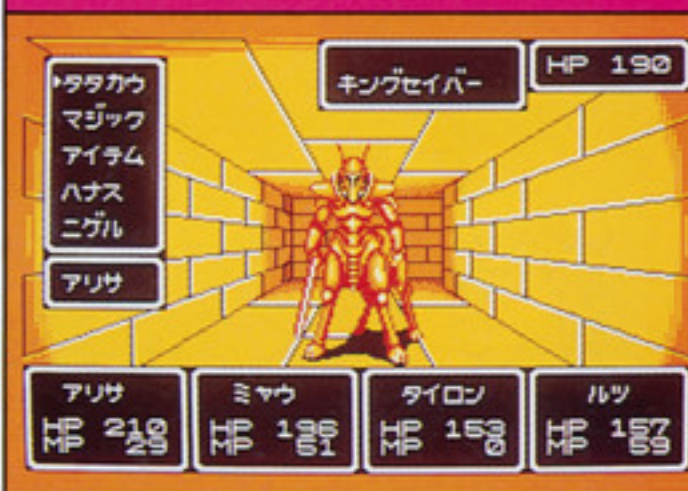 ▶タタカウ
マジック
アイテム
ハナス
ニゲル
アリサ
キングセイバー
HP 190
アリサ
HP 210
MP 29
ミャウ
HP 196
MP 51
タイロン
HP 153
MP 0
ルツ
HP 157
MP 59